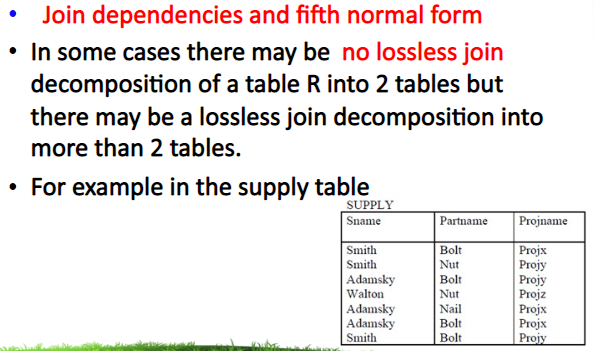 • Join dependencies and fifth normal form
• In some cases there may be no lossless join
decomposition of a table R into 2 tables but
there may be a lossless join decomposition into
more than 2 tables.
• For example in the supply table
SUPPLY
Sname Partname Projname
Smith Bolt Projx
Smith Nut Projy
Adamsky Bolt Projy
Walton Nut Projz
Adamsky Nail Projx
Adamsky Bolt Projx
Smith Bolt Projy